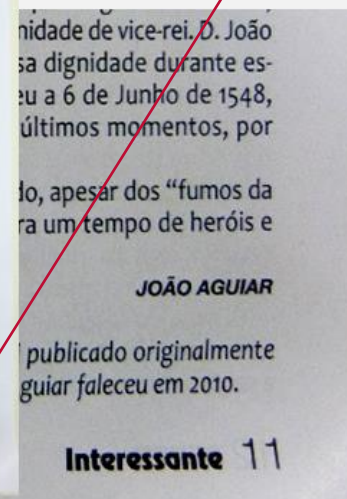 nidade de vice-rei. D. João
sa dignidade durante es-
eu a 6 de Junho de 1548,
últimos momentos, por
do, apesar dos “fumos da
ra um tempo de heróis e
JOÃO AGUIAR
publicado originalmente
guiar faleceu em 2010.
Interessante 11